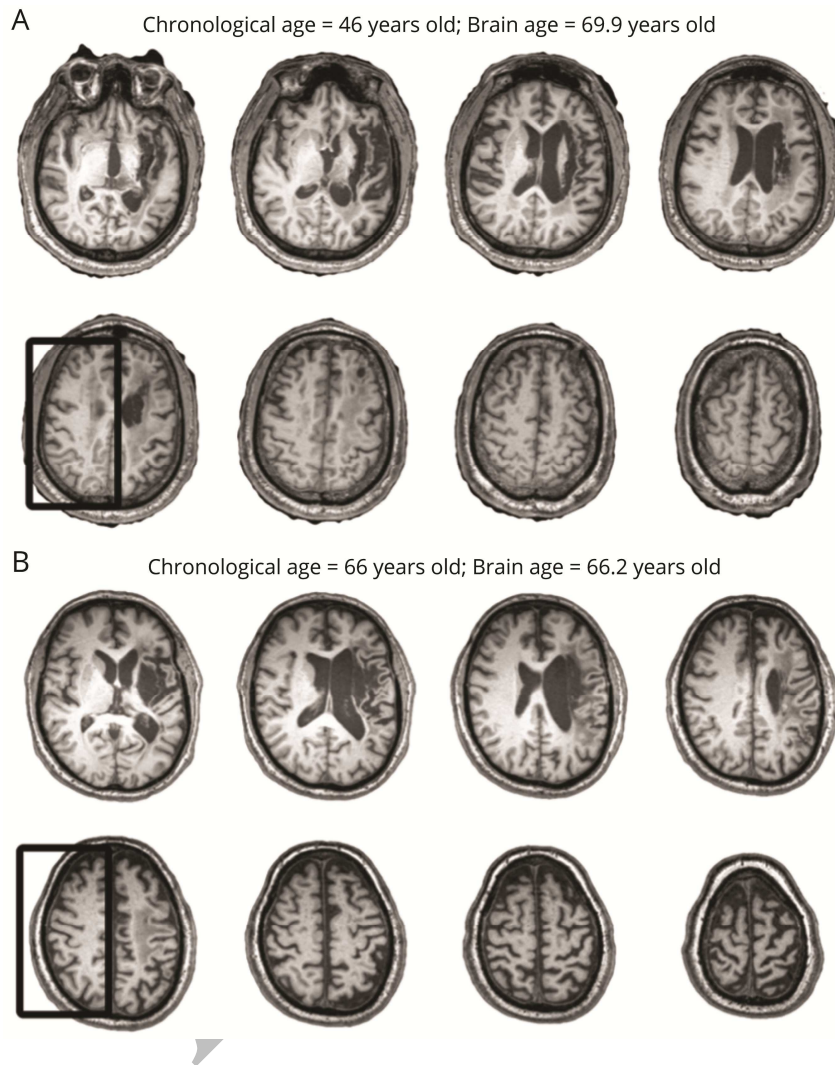 A
Chronological age = 46 years old; Brain age = 69.9 years old
B
Chronological age = 66 years old; Brain age = 66.2 years old